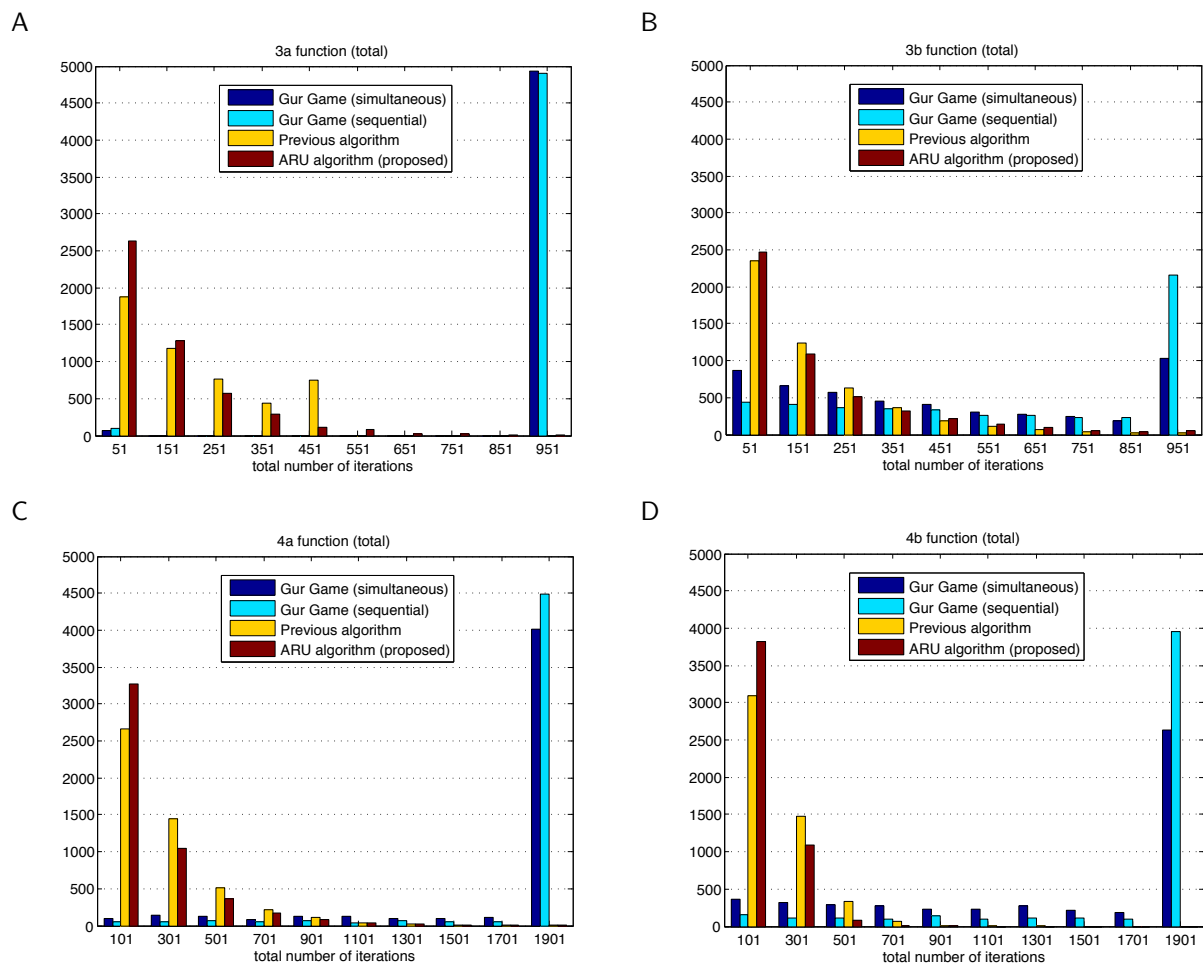 A
3a function (total)
5000
4500
4000
3500
3000
2500
2000
1500
1000
500
0
Gur Game (simultaneous)
Gur Game (sequential)
Previous algorithm
ARU algorithm (proposed)
51 151 251 351 451 551 651 751 851 951
total number of iterations
B
3b function (total)
5000
4500
4000
3500
3000
2500
2000
1500
1000
500
0
Gur Game (simultaneous)
Gur Game (sequential)
Previous algorithm
ARU algorithm (proposed)
51 151 251 351 451 551 651 751 851 951
total number of iterations
C
4a function (total)
5000
4500
4000
3500
3000
2500
2000
1500
1000
500
0
Gur Game (simultaneous)
Gur Game (sequential)
Previous algorithm
ARU algorithm (proposed)
101 301 501 701 901 1101 1301 1501 1701 1901
total number of iterations
D
4b function (total)
5000
4500
4000
3500
3000
2500
2000
1500
1000
500
0
Gur Game (simultaneous)
Gur Game (sequential)
Previous algorithm
ARU algorithm (proposed)
101 301 501 701 901 1101 1301 1501 1701 1901
total number of iterations